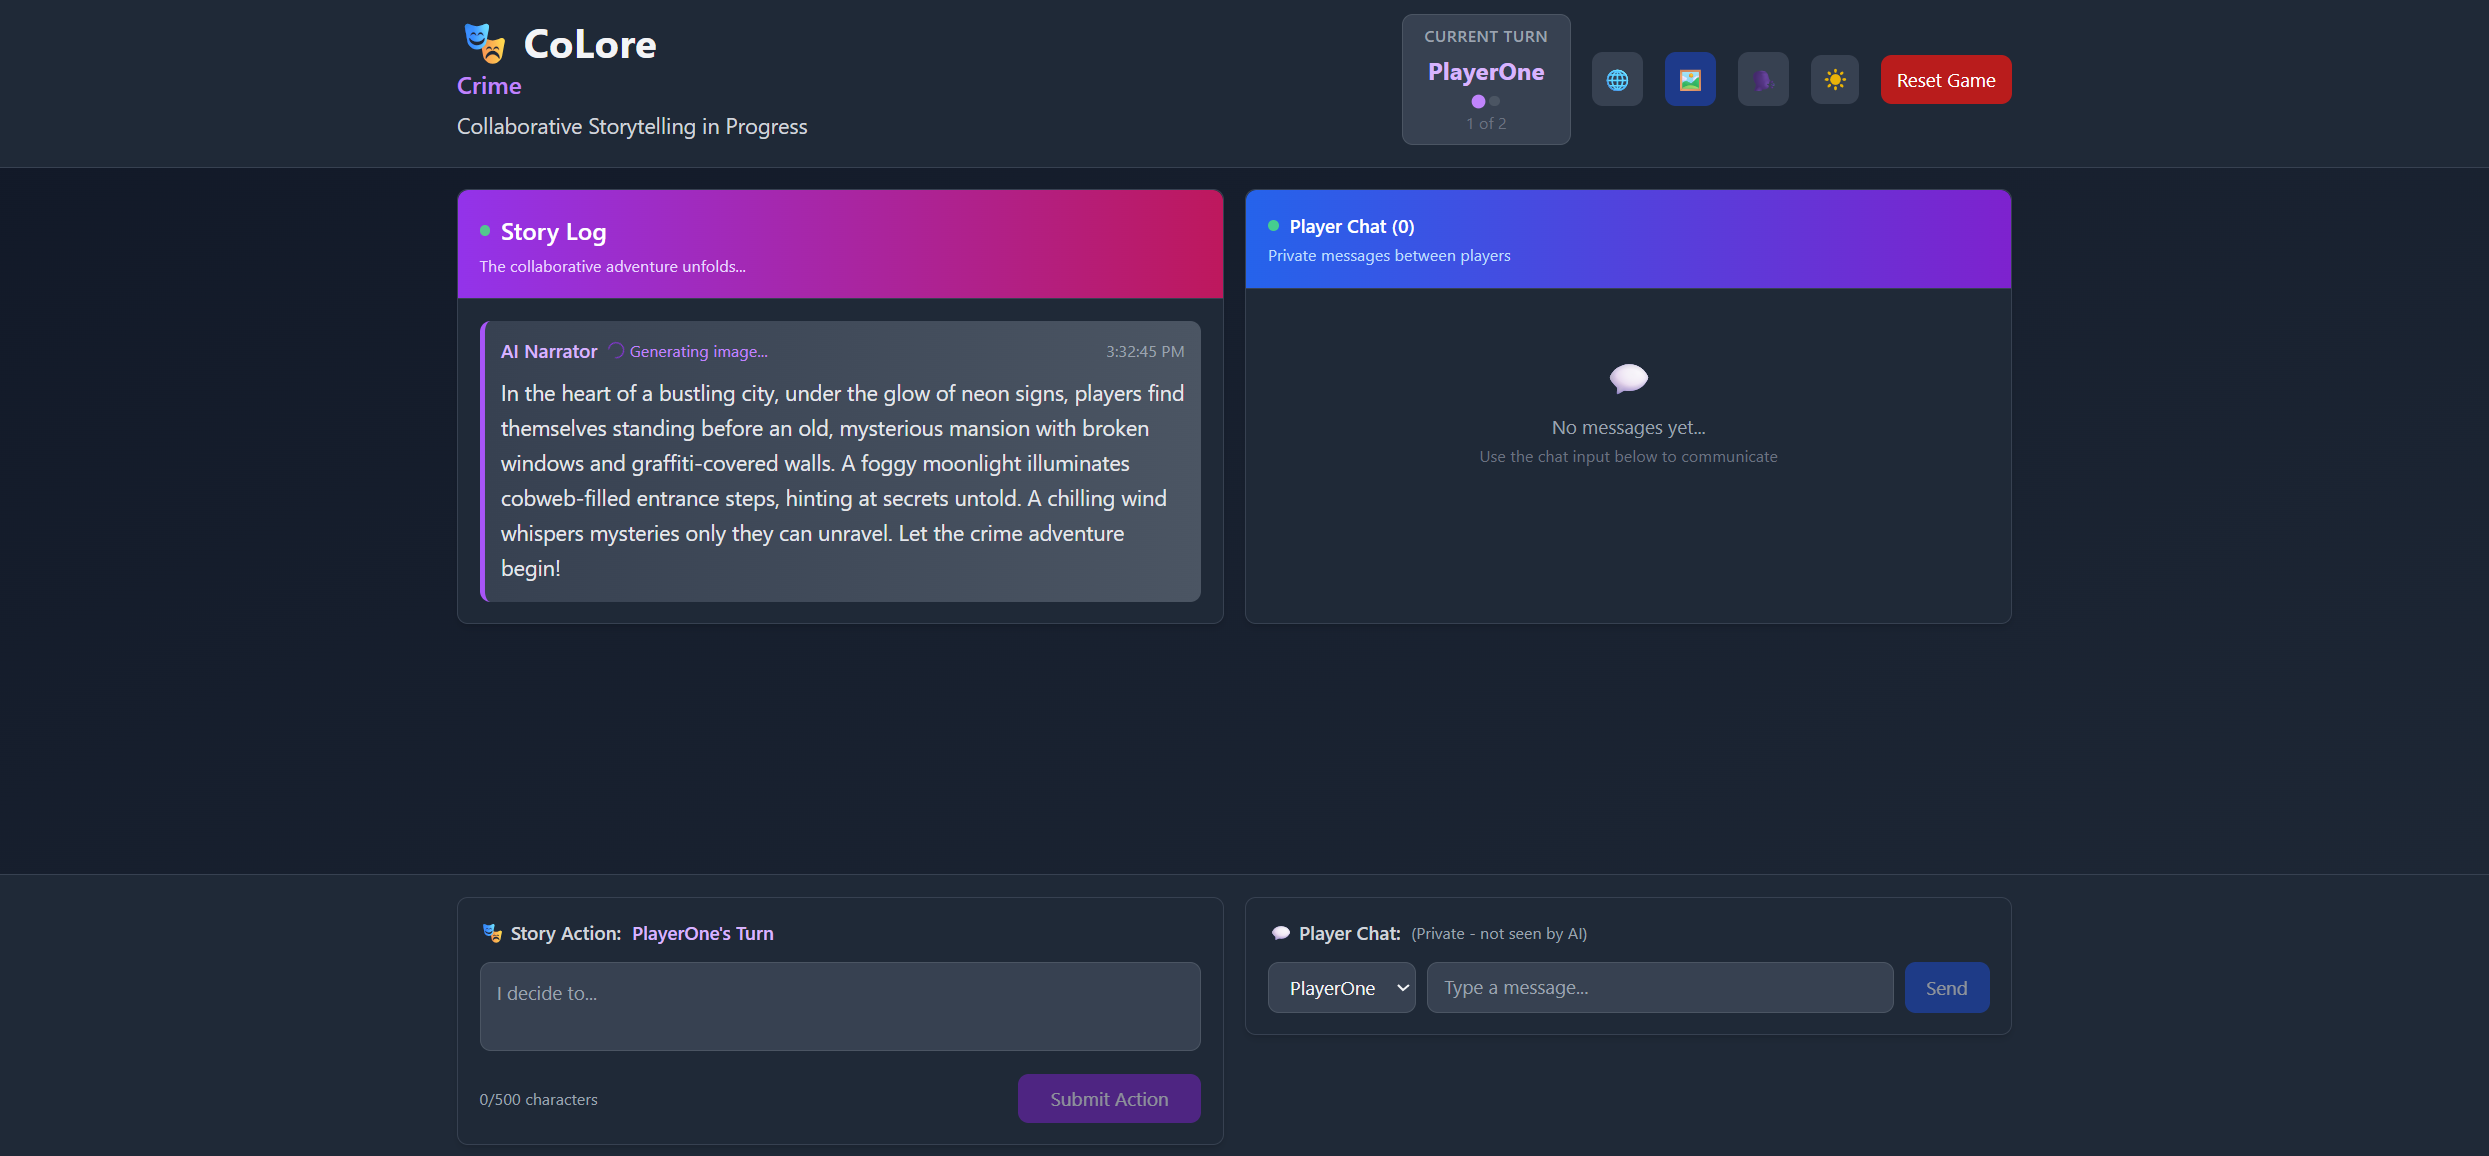 CoLore
Crime
Collaborative Storytelling in Progress
CURRENT TURN
PlayerOne
1 of 2
Reset Game
Story Log
The collaborative adventure unfolds...
AI Narrator Generating image... 3:32:45 PM
In the heart of a bustling city, under the glow of neon signs, players find
themselves standing before an old, mysterious mansion with broken
windows and graffiti-covered walls. A foggy moonlight illuminates
cobweb-filled entrance steps, hinting at secrets untold. A chilling wind
whispers mysteries only they can unravel. Let the crime adventure
begin!
Player Chat (0)
Private messages between players
No messages yet...
Use the chat input below to communicate
Story Action: PlayerOne's Turn
I decide to...
0/500 characters
Submit Action
Player Chat: (Private - not seen by AI)
PlayerOne
Type a message...
Send